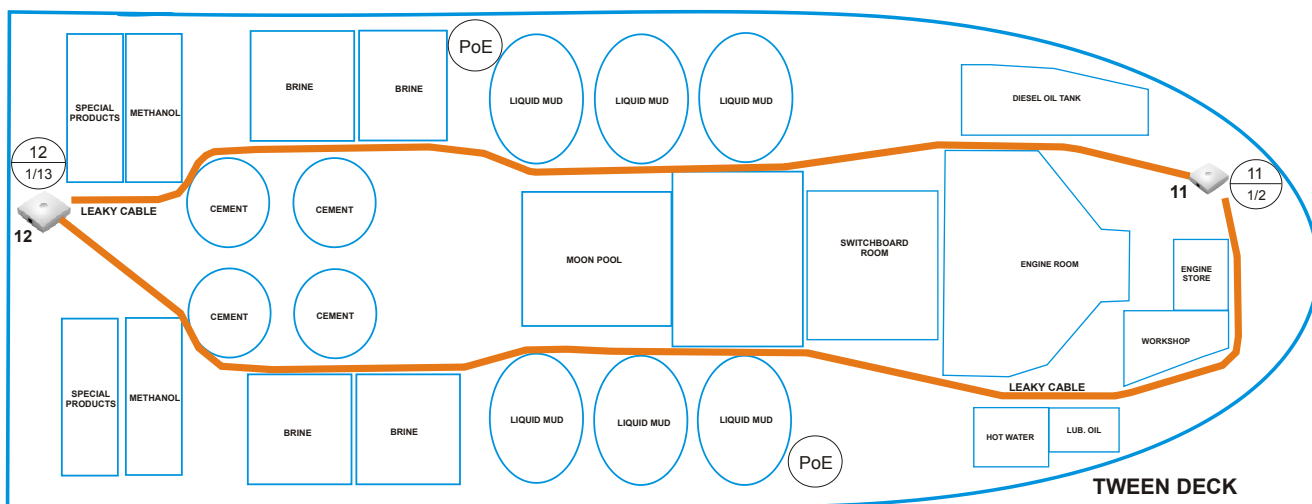 PoE
BRINE
BRINE
LIQUID MUD
LIQUID MUD
LIQUID MUD
DIESEL OIL TANK
SPECIAL
PRODUCTS
METHANOL
12
1/13
11
11
1/2
LEAKY CABLE
12
CEMENT
CEMENT
SWITCHBOARD
ROOM
MOON POOL
ENGINE ROOM
ENGINE
STORE
CEMENT
CEMENT
WORKSHOP
LEAKY CABLE
SPECIAL
PRODUCTS
METHANOL
BRINE
BRINE
LIQUID MUD
LIQUID MUD
LIQUID MUD
HOT WATER
LUB. OIL
PoE
TWEEN DECK